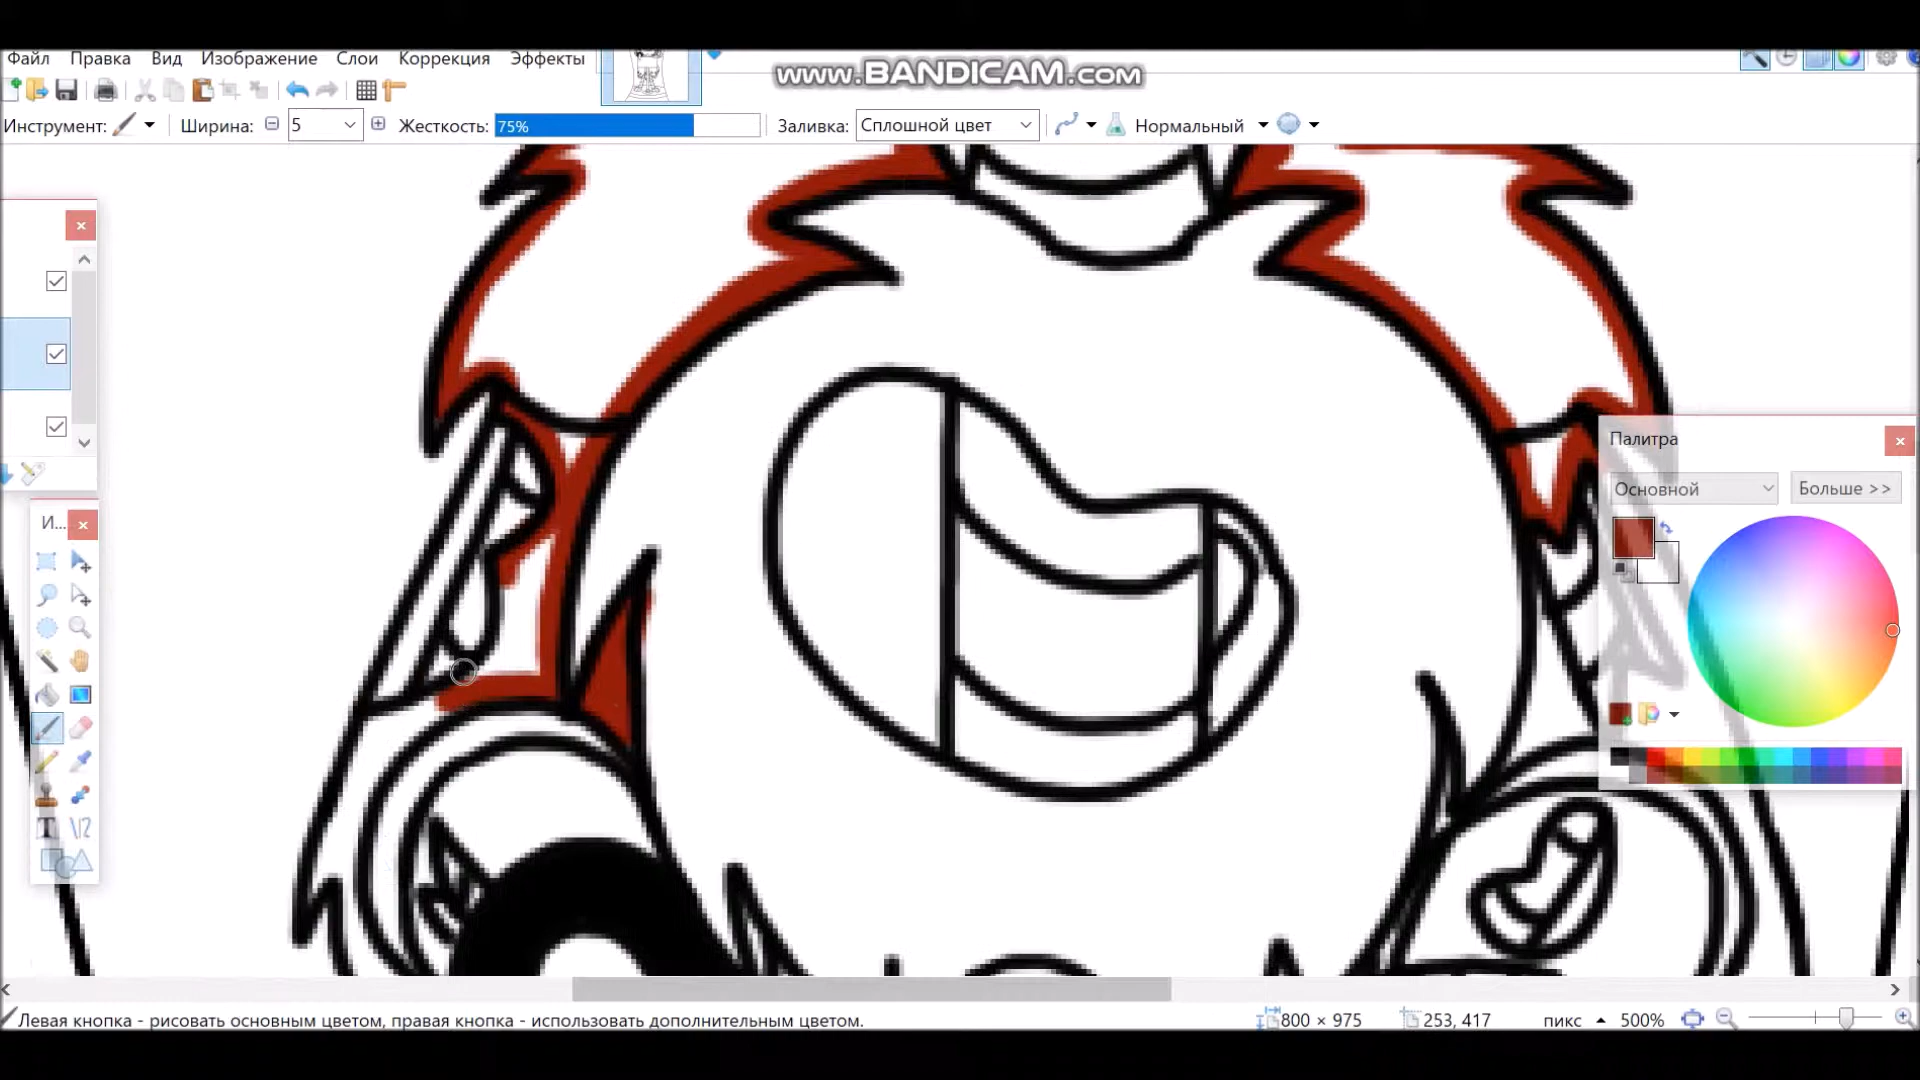 Файл Правка Вид Изображение Слои Коррекция Эффекты
www.BANDICAM.com
Инструмент: Ширина: 5 Жесткость: 75% Заливка: Сплошной цвет Нормальный
И...
Палитра
Основной Больше >>
Левая кнопка - рисовать основным цветом, правая кнопка - использовать дополнительным цветом. 800 × 975 253, 417 пикс 500%